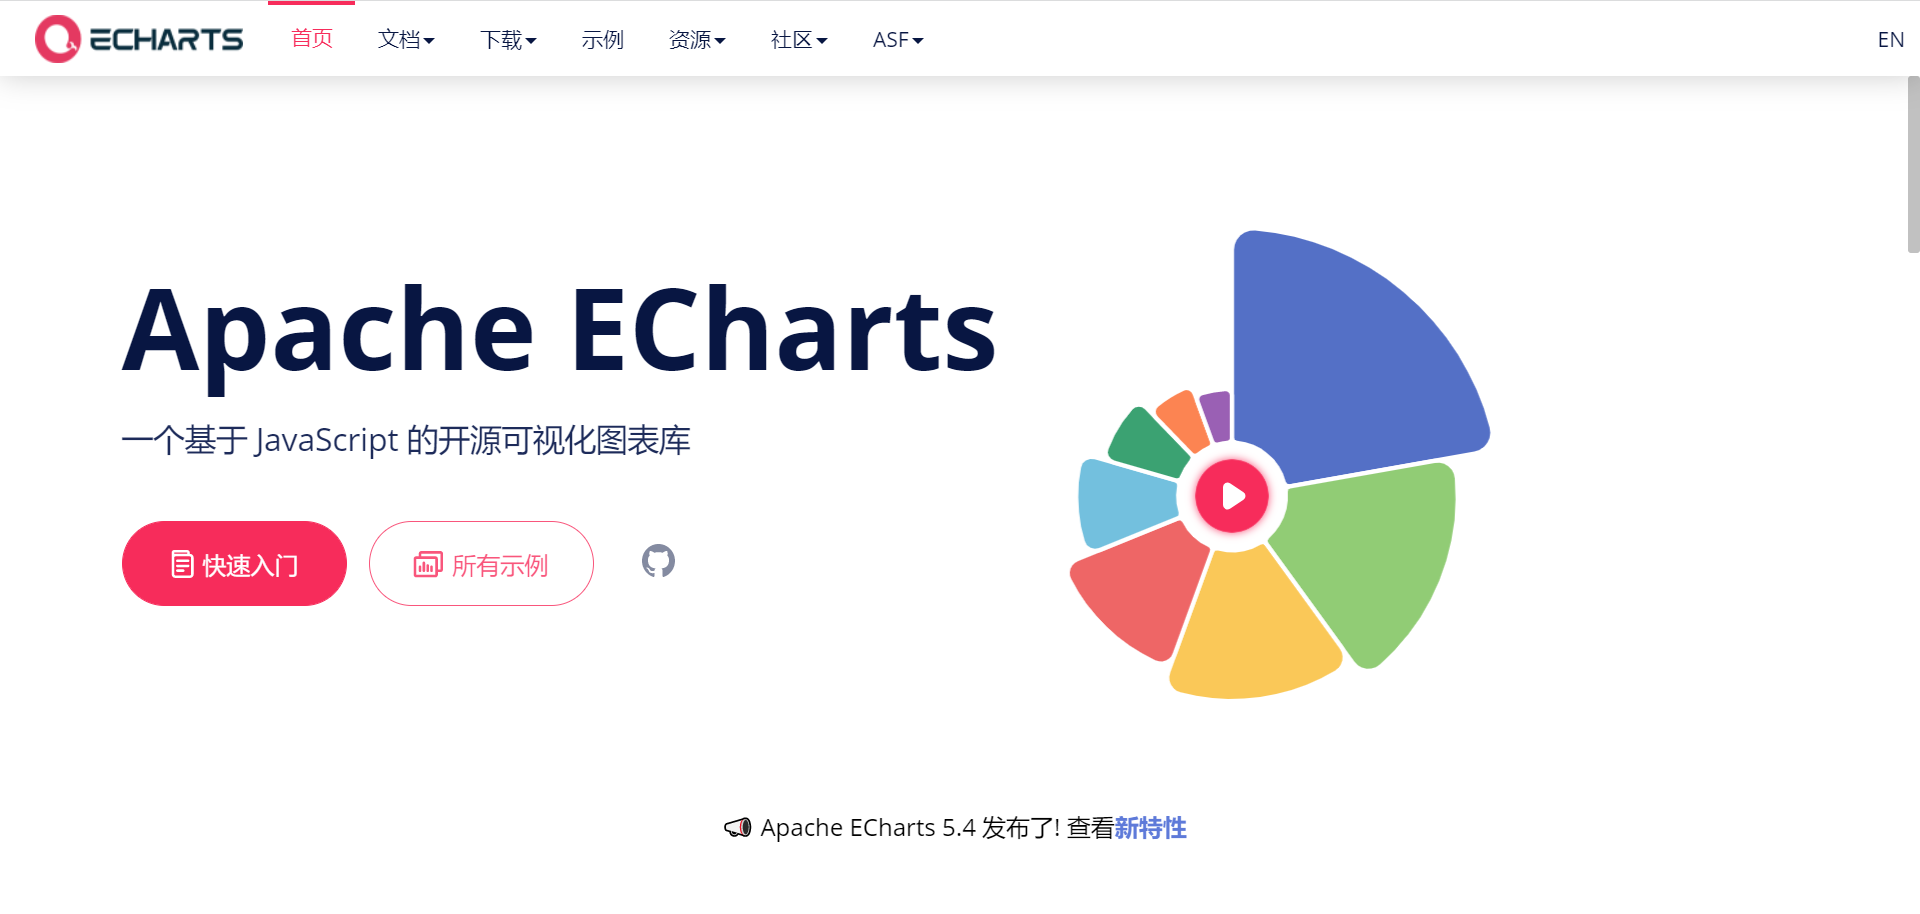 ECHARTS 首页 文档 下载 示例 资源 社区 ASF EN
Apache ECharts
一个基于 JavaScript 的开源可视化图表库
快速入门 所有示例
Apache ECharts 5.4 发布了! 查看新特性